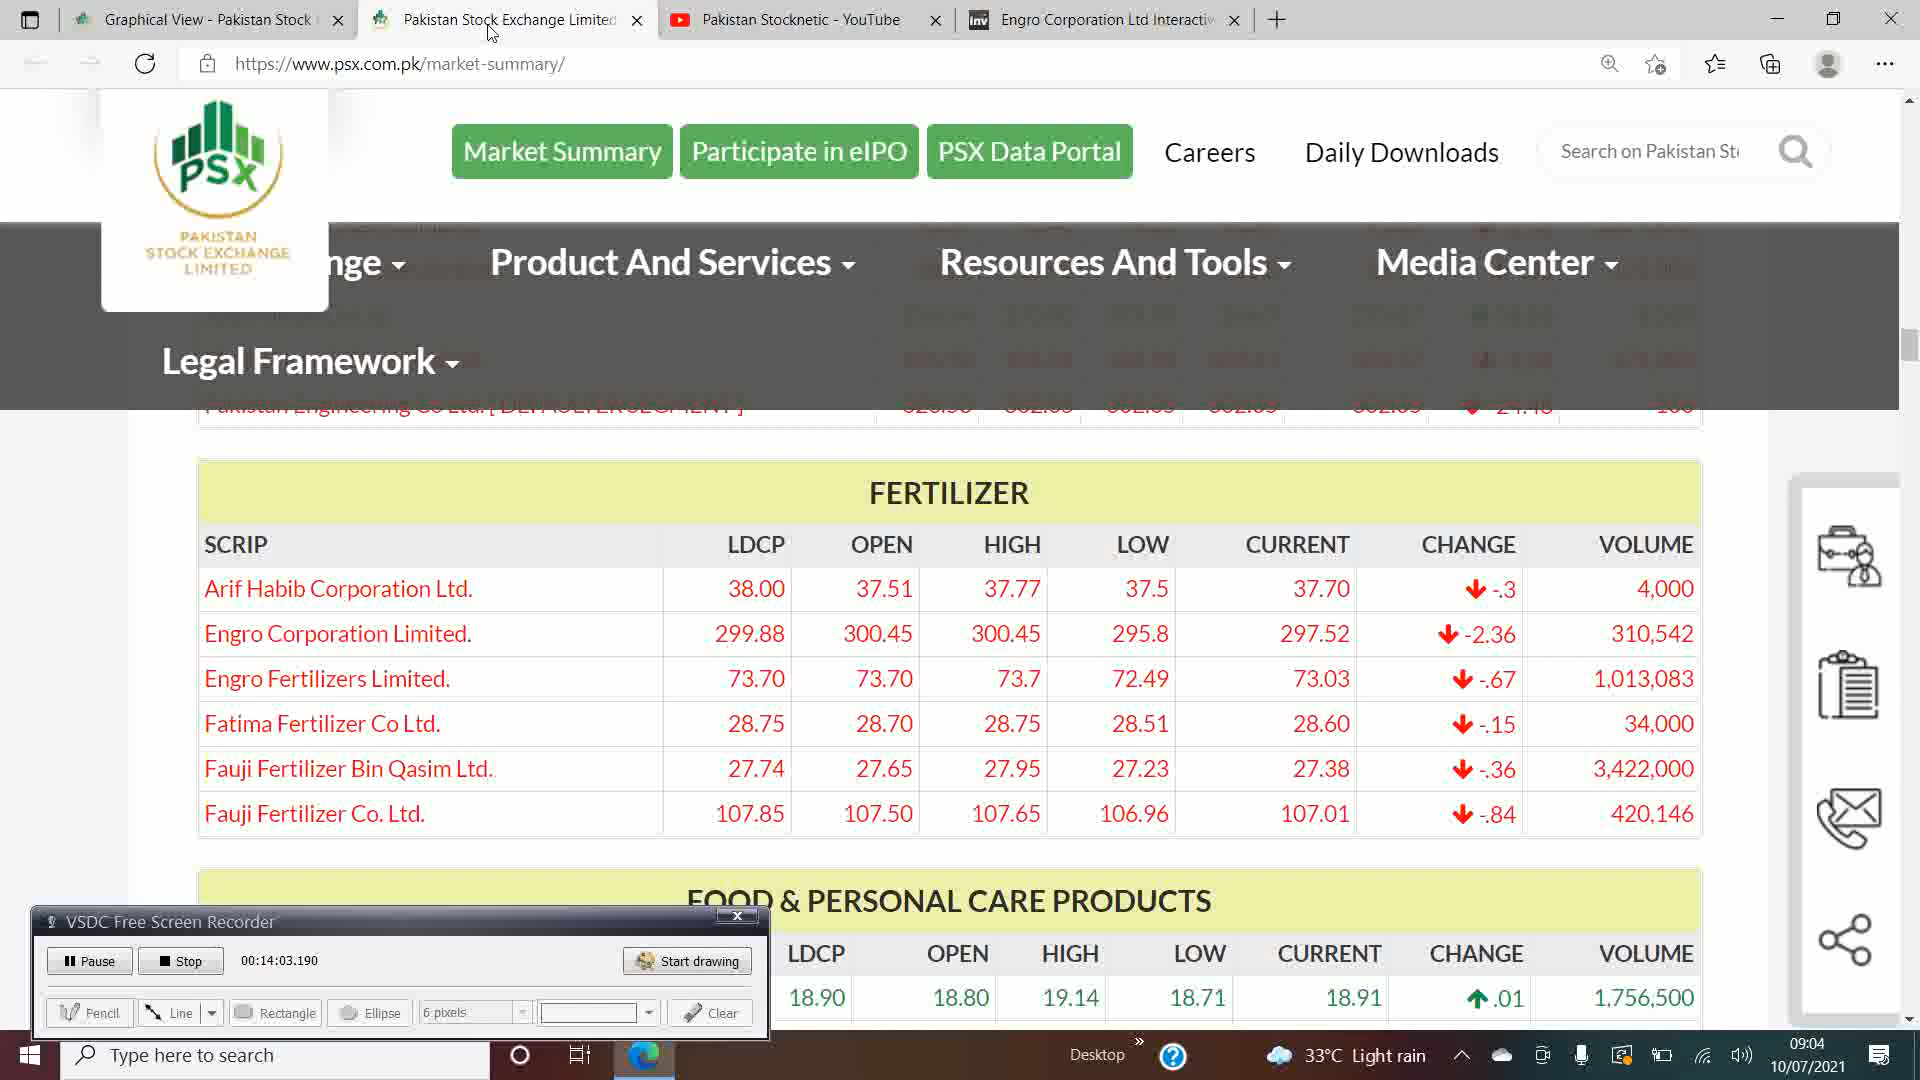 Graphical View - Pakistan Stock
Pakistan Stock Exchange Limited
Pakistan Stocknetic - YouTube
inv Engro Corporation Ltd Interactiv
https://www.psx.com.pk/market-summary/
PSX
PAKISTAN
STOCK EXCHANGE
LIMITED
Market Summary Participate in eIPO PSX Data Portal Careers Daily Downloads Search on Pakistan Sto
nge Product And Services Resources And Tools Media Center
Legal Framework
Pakistan Engineering Co Ltd. [ DEFAULTER SEGMENT ]
FERTILIZER
SCRIP LDCP OPEN HIGH LOW CURRENT CHANGE VOLUME
Arif Habib Corporation Ltd. 38.00 37.51 37.77 37.5 37.70 -.3 4,000
Engro Corporation Limited. 299.88 300.45 300.45 295.8 297.52 -2.36 310,542
Engro Fertilizers Limited. 73.70 73.70 73.7 72.49 73.03 -.67 1,013,083
Fatima Fertilizer Co Ltd. 28.75 28.70 28.75 28.51 28.60 -.15 34,000
Fauji Fertilizer Bin Qasim Ltd. 27.74 27.65 27.95 27.23 27.38 -.36 3,422,000
Fauji Fertilizer Co. Ltd. 107.85 107.50 107.65 106.96 107.01 -.84 420,146
FOOD & PERSONAL CARE PRODUCTS
LDCP OPEN HIGH LOW CURRENT CHANGE VOLUME
18.90 18.80 19.14 18.71 18.91 .01 1,756,500
VSDC Free Screen Recorder
Pause Stop 00:14:03.190 Start drawing
Pencil Line Rectangle Ellipse 6 pixels Clear
Type here to search
Desktop
33°C Light rain
09:04
10/07/2021